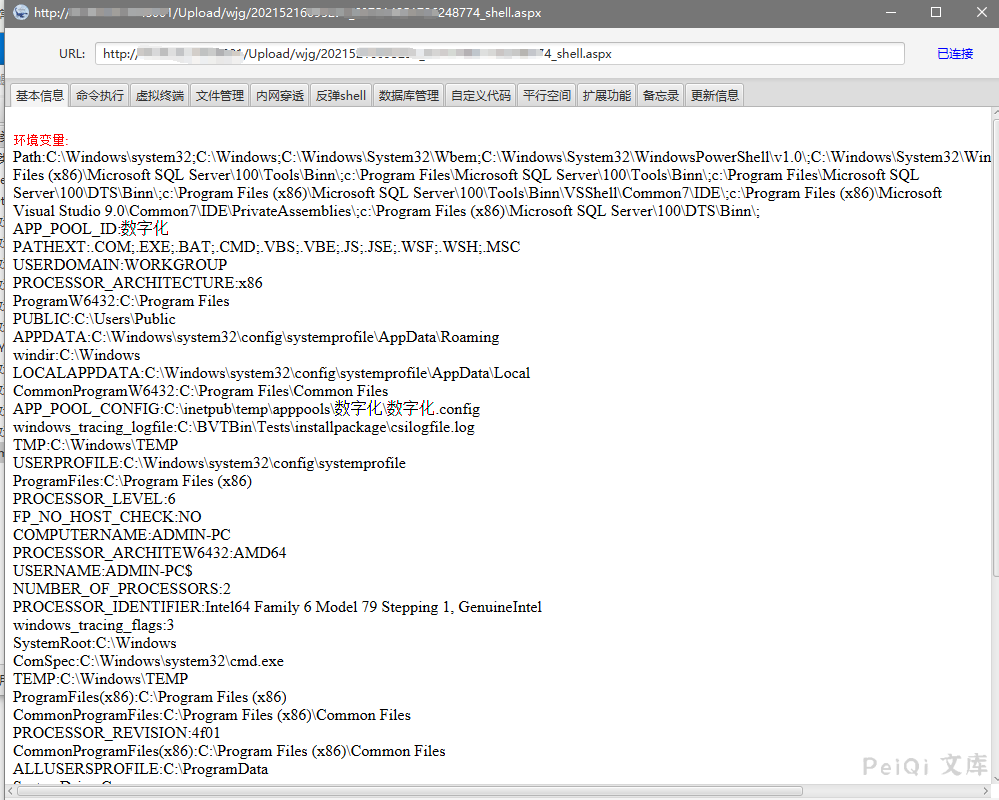 http:// /Upload/wjg/ 248774_shell.aspx
URL: http:// /Upload/wjg/ 74_shell.aspx 已连接
基本信息 命令执行 虚拟终端 文件管理 内网穿透 反弹shell 数据库管理 自定义代码 平行空间 扩展功能 备忘录 更新信息
环境变量:
Path:C:\Windows\system32;C:\Windows;C:\Windows\System32\Wbem;C:\Windows\System32\WindowsPowerShell\v1.0\;C:\Windows\System32\Win
Files (x86)\Microsoft SQL Server\100\Tools\Binn\;c:\Program Files\Microsoft SQL Server\100\Tools\Binn\;c:\Program Files\Microsoft SQL
Server\100\DTS\Binn\;c:\Program Files (x86)\Microsoft SQL Server\100\Tools\Binn\VSShell\Common7\IDE\;c:\Program Files (x86)\Microsoft
Visual Studio 9.0\Common7\IDE\PrivateAssemblies\;c:\Program Files (x86)\Microsoft SQL Server\100\DTS\Binn\;
APP_POOL_ID:数字化
PATHEXT:.COM;.EXE;.BAT;.CMD;.VBS;.VBE;.JS;.JSE;.WSF;.WSH;.MSC
USERDOMAIN:WORKGROUP
PROCESSOR_ARCHITECTURE:x86
ProgramW6432:C:\Program Files
PUBLIC:C:\Users\Public
APPDATA:C:\Windows\system32\config\systemprofile\AppData\Roaming
windir:C:\Windows
LOCALAPPDATA:C:\Windows\system32\config\systemprofile\AppData\Local
CommonProgramW6432:C:\Program Files\Common Files
APP_POOL_CONFIG:C:\inetpub\temp\apppools\数字化\数字化.config
windows_tracing_logfile:C:\BVTBin\Tests\installpackage\csilogfile.log
TMP:C:\Windows\TEMP
USERPROFILE:C:\Windows\system32\config\systemprofile
ProgramFiles:C:\Program Files (x86)
PROCESSOR_LEVEL:6
FP_NO_HOST_CHECK:NO
COMPUTERNAME:ADMIN-PC
PROCESSOR_ARCHITEW6432:AMD64
USERNAME:ADMIN-PC$
NUMBER_OF_PROCESSORS:2
PROCESSOR_IDENTIFIER:Intel64 Family 6 Model 79 Stepping 1, GenuineIntel
windows_tracing_flags:3
SystemRoot:C:\Windows
ComSpec:C:\Windows\system32\cmd.exe
TEMP:C:\Windows\TEMP
ProgramFiles(x86):C:\Program Files (x86)
CommonProgramFiles:C:\Program Files (x86)\Common Files
PROCESSOR_REVISION:4f01
CommonProgramFiles(x86):C:\Program Files (x86)\Common Files
ALLUSERSPROFILE:C:\ProgramData
PeiQi 文库